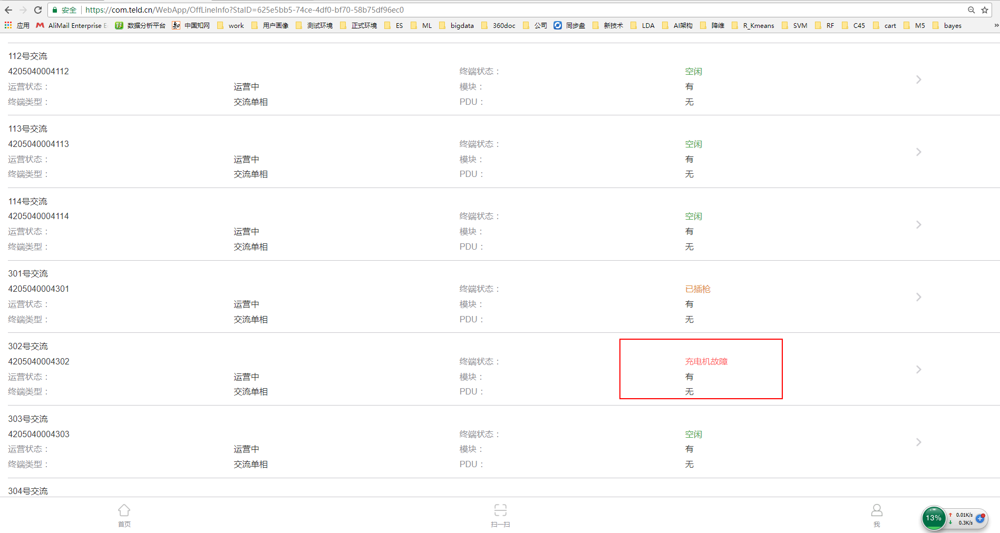 安全 https://com.teld.cn/WebApp/OffLineInfo?StaID=625e5bb5-74ce-4df0-bf70-58b75df96ec0
应用 AliMail Enterprise E 数据分析平台 中国知网 work 用户画像 测试环境 正式环境 ES ML bigdata 360doc 公司 同步盘 新技术 LDA AI架构 降维 R_Kmeans SVM RF C45 cart M5 bayes »
112号交流
4205040004112 终端状态： 空闲
运营状态： 运营中 模块： 有
终端类型： 交流单相 PDU： 无
113号交流
4205040004113 终端状态： 空闲
运营状态： 运营中 模块： 有
终端类型： 交流单相 PDU： 无
114号交流
4205040004114 终端状态： 空闲
运营状态： 运营中 模块： 有
终端类型： 交流单相 PDU： 无
301号交流
4205040004301 终端状态： 已插枪
运营状态： 运营中 模块： 有
终端类型： 交流单相 PDU： 无
302号交流
4205040004302 终端状态： 充电机故障
运营状态： 运营中 模块： 有
终端类型： 交流单相 PDU： 无
303号交流
4205040004303 终端状态： 空闲
运营状态： 运营中 模块： 有
终端类型： 交流单相 PDU： 无
304号交流
首页 扫一扫 我
13% 0.01K/s
0.3K/s